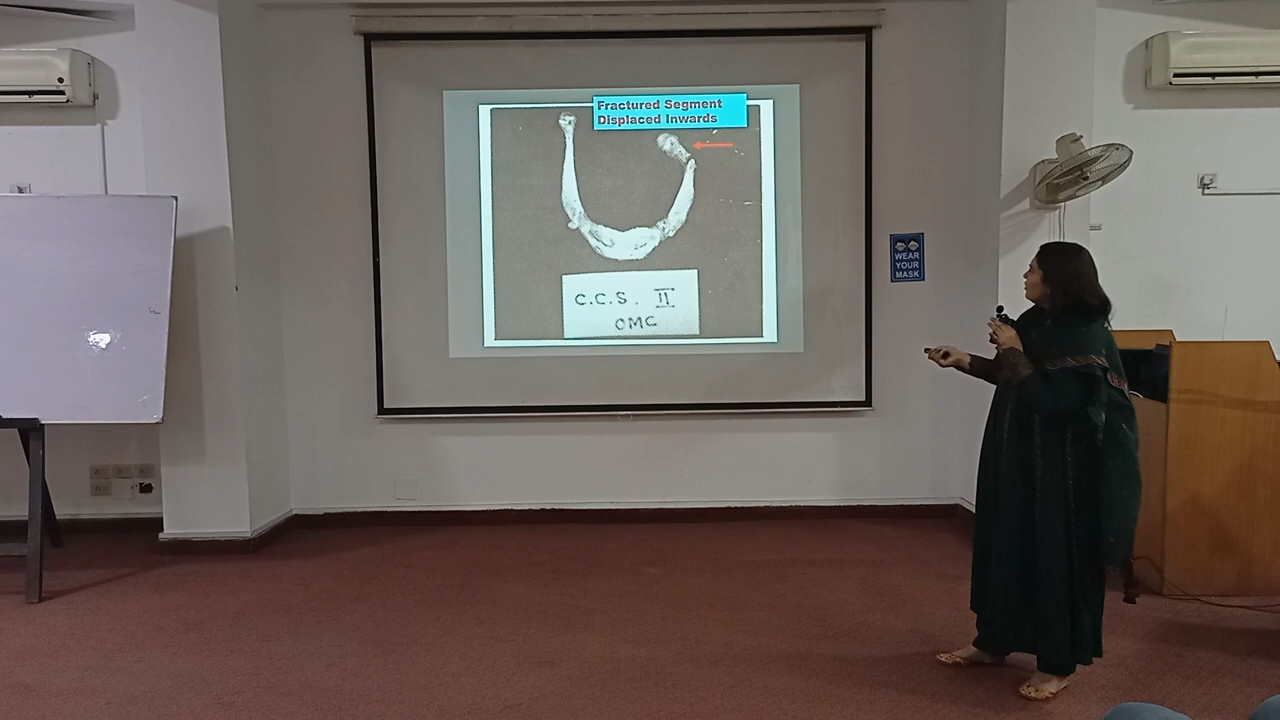 Fractured Segment
Displaced Inwards
C.C.S. II
OMC
WEAR
YOUR
MASK